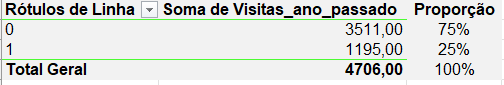 Rótulos de Linha Soma de Visitas_ano_passado Proporção
0 3511,00 75%
1 1195,00 25%
Total Geral 4706,00 100%